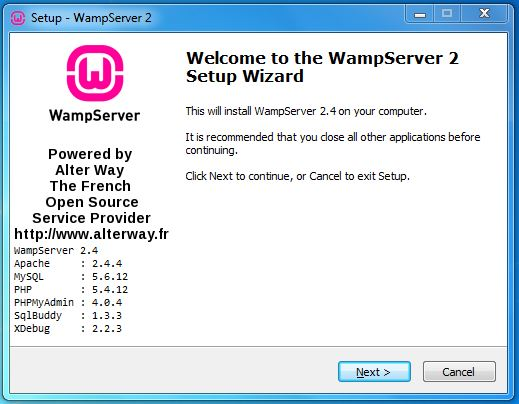 Setup - WampServer 2
WampServer
Powered by
Alter Way
The French
Open Source
Service Provider
http://www.alterway.fr
WampServer 2.4
Apache : 2.4.4
MySQL : 5.6.12
PHP : 5.4.12
PHPMyAdmin : 4.0.4
SqlBuddy : 1.3.3
XDebug : 2.2.3
Welcome to the WampServer 2
Setup Wizard
This will install WampServer 2.4 on your computer.
It is recommended that you close all other applications before
continuing.
Click Next to continue, or Cancel to exit Setup.
Next >
Cancel